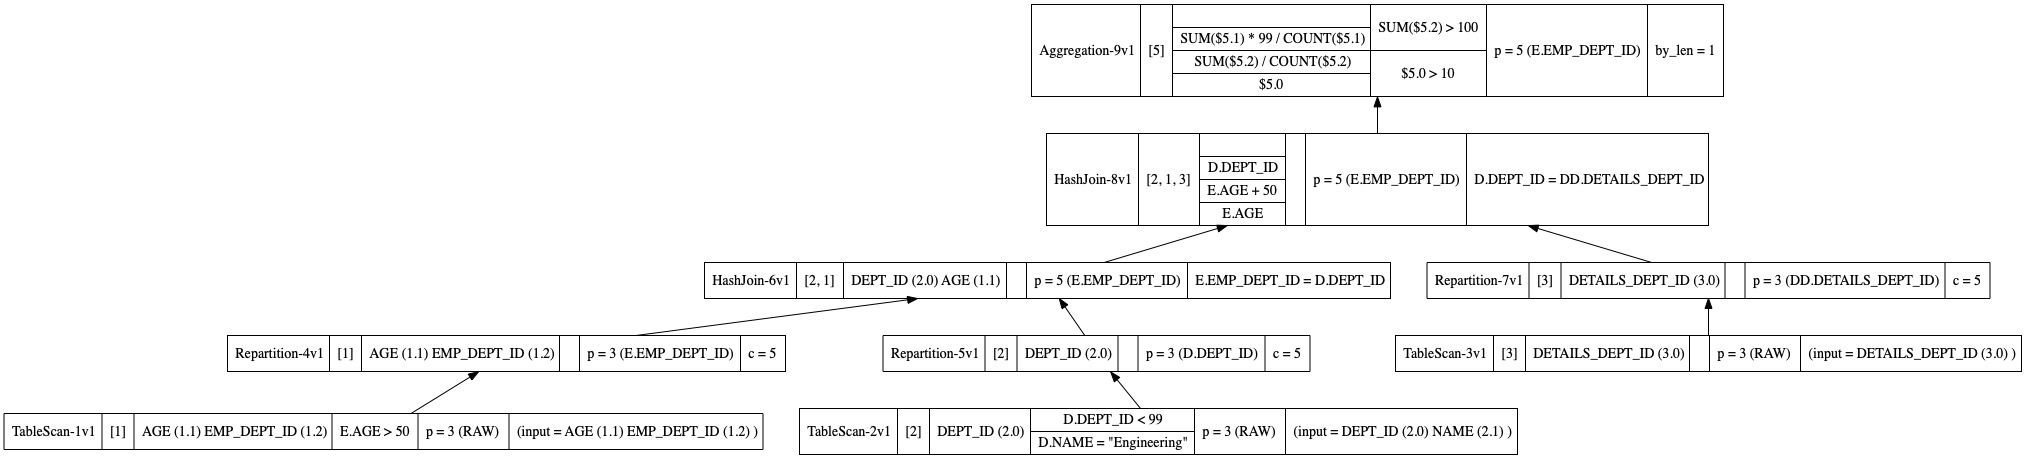 Aggregation-9v1
[5]
SUM($5.1) * 99 / COUNT($5.1)
SUM($5.2) / COUNT($5.2)
$5.0
SUM($5.2) > 100
$5.0 > 10
p = 5 (E.EMP_DEPT_ID)
by_len = 1
HashJoin-8v1
[2, 1, 3]
D.DEPT_ID
E.AGE + 50
E.AGE
p = 5 (E.EMP_DEPT_ID)
D.DEPT_ID = DD.DETAILS_DEPT_ID
HashJoin-6v1
[2, 1]
DEPT_ID (2.0) AGE (1.1)
p = 5 (E.EMP_DEPT_ID)
E.EMP_DEPT_ID = D.DEPT_ID
Repartition-7v1
[3]
DETAILS_DEPT_ID (3.0)
p = 3 (DD.DETAILS_DEPT_ID)
c = 5
Repartition-4v1
[1]
AGE (1.1) EMP_DEPT_ID (1.2)
p = 3 (E.EMP_DEPT_ID)
c = 5
Repartition-5v1
[2]
DEPT_ID (2.0)
p = 3 (D.DEPT_ID)
c = 5
TableScan-3v1
[3]
DETAILS_DEPT_ID (3.0)
p = 3 (RAW)
(input = DETAILS_DEPT_ID (3.0) )
TableScan-1v1
[1]
AGE (1.1) EMP_DEPT_ID (1.2)
E.AGE > 50
p = 3 (RAW)
(input = AGE (1.1) EMP_DEPT_ID (1.2) )
TableScan-2v1
[2]
DEPT_ID (2.0)
D.DEPT_ID < 99
D.NAME = "Engineering"
p = 3 (RAW)
(input = DEPT_ID (2.0) NAME (2.1) )